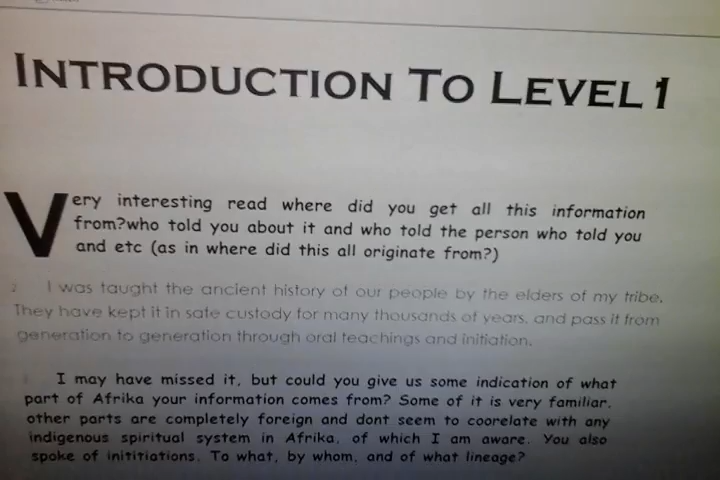 INTRODUCTION TO LEVEL 1
Very interesting read where did you get all this information
from?who told you about it and who told the person who told you
and etc (as in where did this all originate from?)
2 I was taught the ancient history of our people by the elders of my tribe.
They have kept it in safe custody for many thousands of years, and pass it from
generation to generation through oral teachings and initiation.
I may have missed it, but could you give us some indication of what
part of Afrika your information comes from? Some of it is very familiar,
other parts are completely foreign and dont seem to coorelate with any
indigenous spiritual system in Afrika, of which I am aware. You also
spoke of inititiations. To what, by whom, and of what lineage?